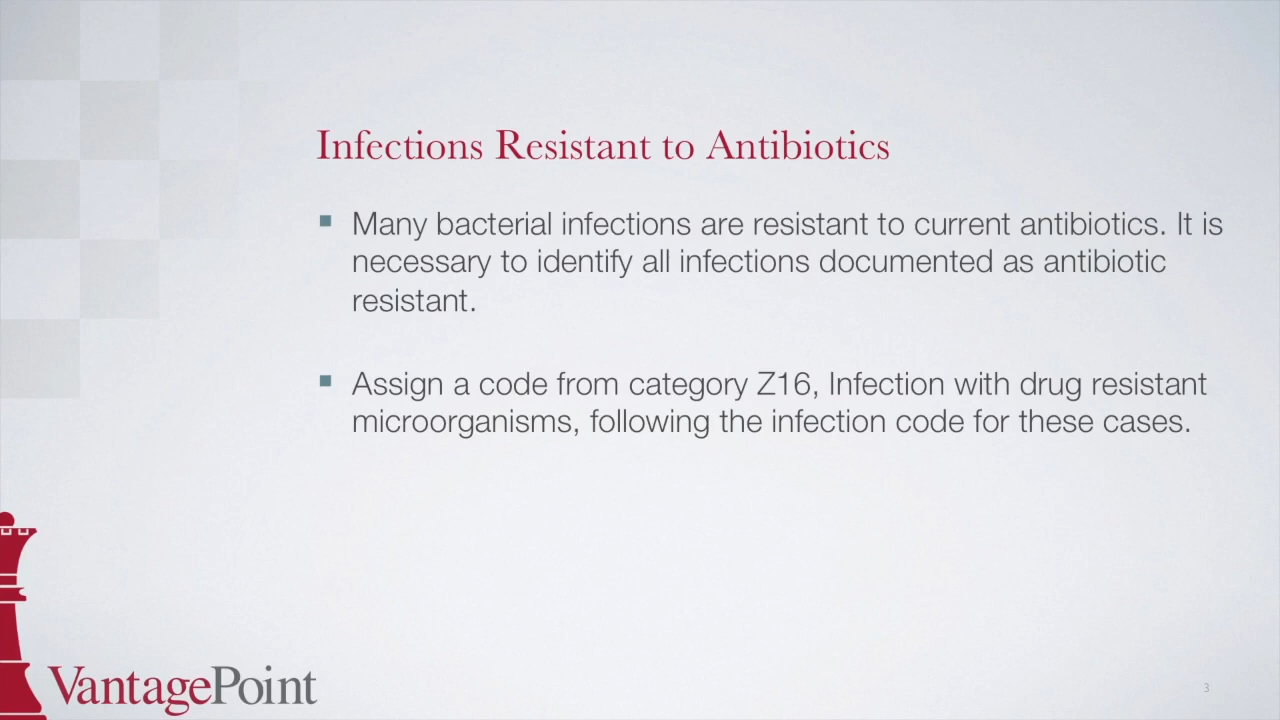 Infections Resistant to Antibiotics
Many bacterial infections are resistant to current antibiotics. It is
necessary to identify all infections documented as antibiotic
resistant.
Assign a code from category Z16, Infection with drug resistant
microorganisms, following the infection code for these cases.
VantagePoint
3